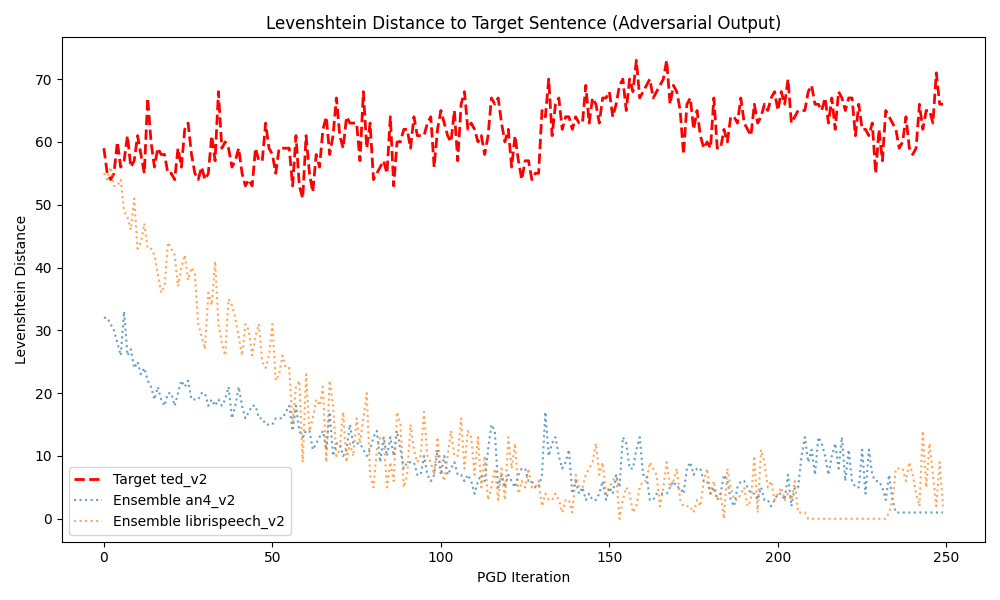 Levenshtein Distance to Target Sentence (Adversarial Output)
Levenshtein Distance
70
60
50
40
30
20
10
0
Target ted_v2
Ensemble an4_v2
Ensemble librispeech_v2
0
50
100
150
200
250
PGD Iteration